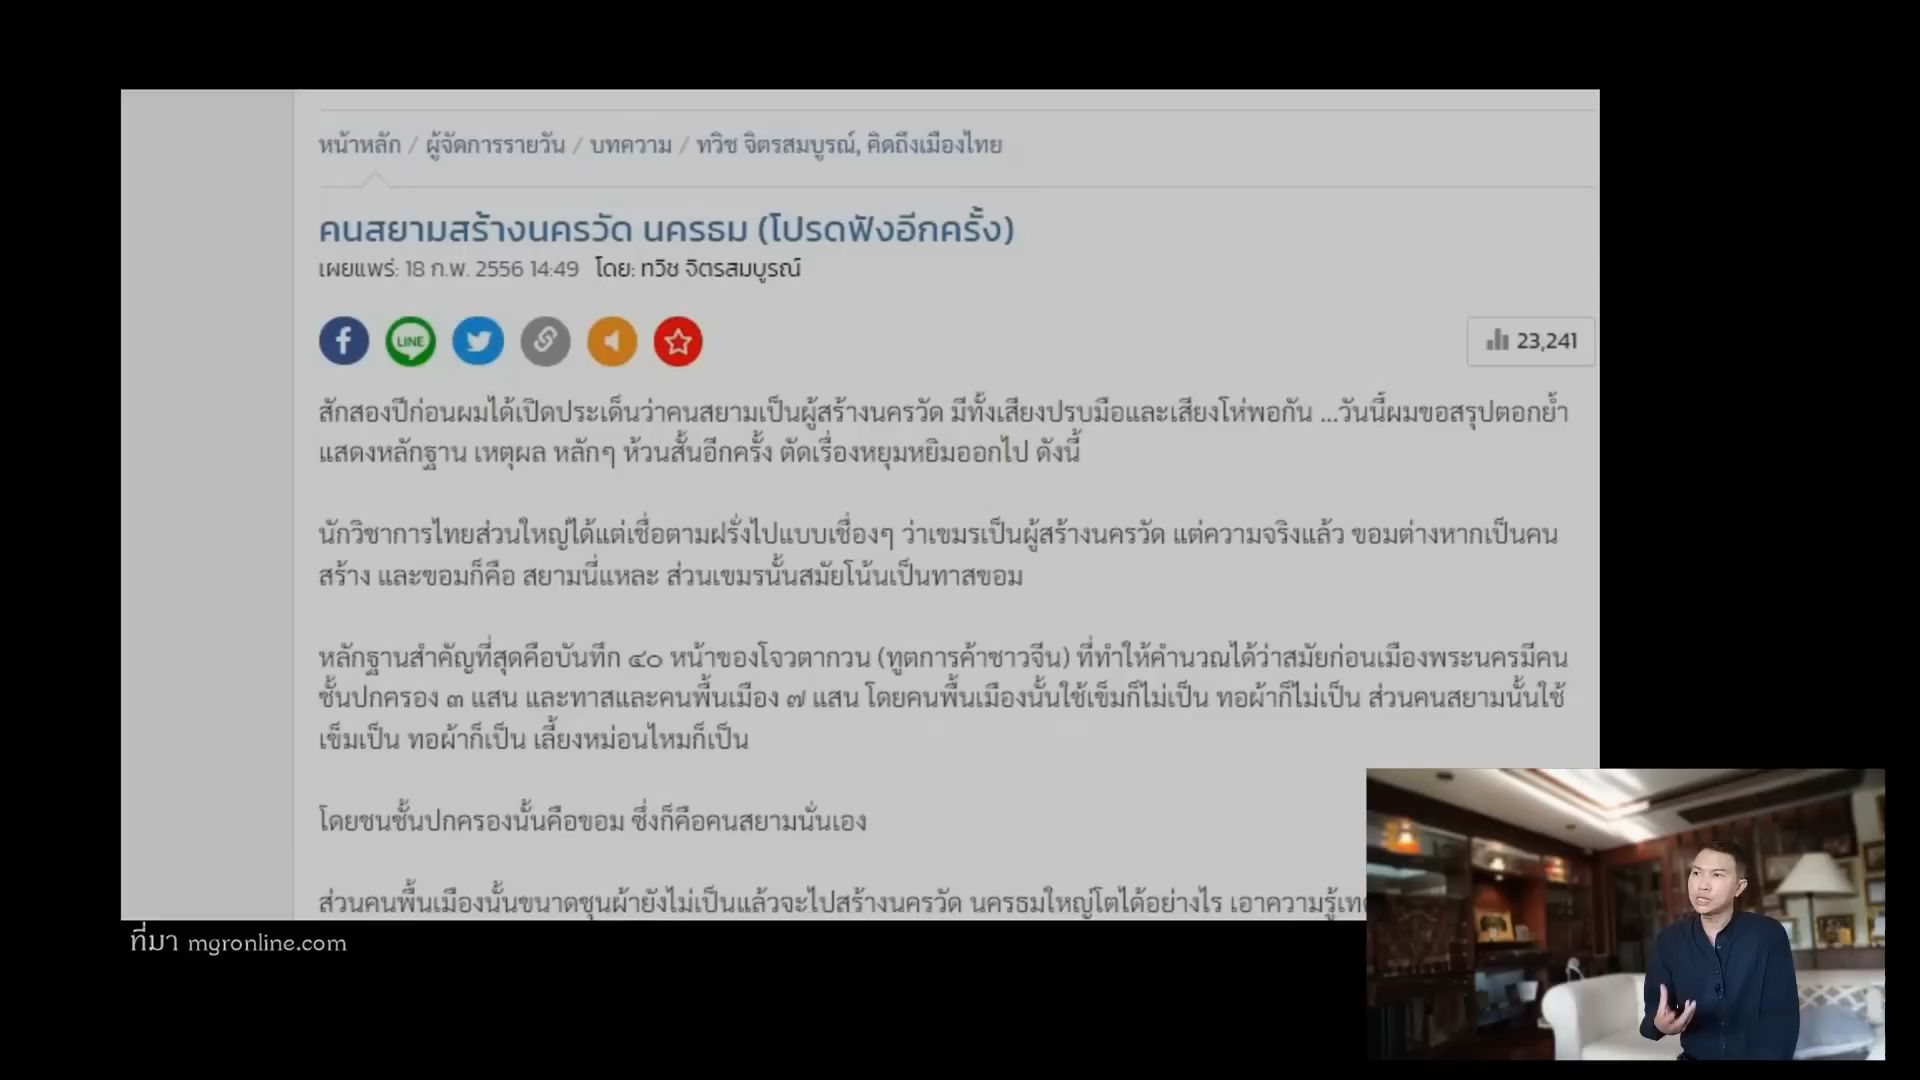 หน้าหลัก / ผู้จัดการรายวัน / บทความ / ทวิช จิตรสมบูรณ์, คิดถึงเมืองไทย
คนสยามสร้างนครวัด นครธม (โปรดฟังอีกครั้ง)
เผยแพร่: 18 ก.พ. 2556 14:49 โดย: ทวิช จิตรสมบูรณ์
LINE
23,241
สักสองปีก่อนผมได้เปิดประเด็นว่าคนสยามเป็นผู้สร้างนครวัด มีทั้งเสียงปรบมือและเสียงโห่พอกัน ...วันนี้ผมขอสรุปตอกย้ำ
แสดงหลักฐาน เหตุผล หลักๆ ห้วนสั้นอีกครั้ง ตัดเรื่องหยุมหยิมออกไป ดังนี้
นักวิชาการไทยส่วนใหญ่ได้แต่เชื่อตามฝรั่งไปแบบเชื่องๆ ว่าเขมรเป็นผู้สร้างนครวัด แต่ความจริงแล้ว ขอมต่างหากเป็นคน
สร้าง และขอมก็คือ สยามนี่แหละ ส่วนเขมรนั้นสมัยโน้นเป็นทาสขอม
หลักฐานสำคัญที่สุดคือบันทึก ๔๐ หน้าของโจวตากวน (ทูตการค้าชาวจีน) ที่ทำให้คำนวณได้ว่าสมัยก่อนเมืองพระนครมีคน
ชั้นปกครอง ๓ แสน และทาสและคนพื้นเมือง ๗ แสน โดยคนพื้นเมืองนั้นใช้เข็มก็ไม่เป็น ทอผ้าก็ไม่เป็น ส่วนคนสยามนั้นใช้
เข็มเป็น ทอผ้าก็เป็น เลี้ยงหม่อนไหมก็เป็น
โดยชนชั้นปกครองนั้นคือขอม ซึ่งก็คือคนสยามนั่นเอง
ส่วนคนพื้นเมืองนั้นขนาดชุนผ้ายังไม่เป็นแล้วจะไปสร้างนครวัด นครธมใหญ่โตได้อย่างไร เอาความรู้
ที่มา mgronline.com